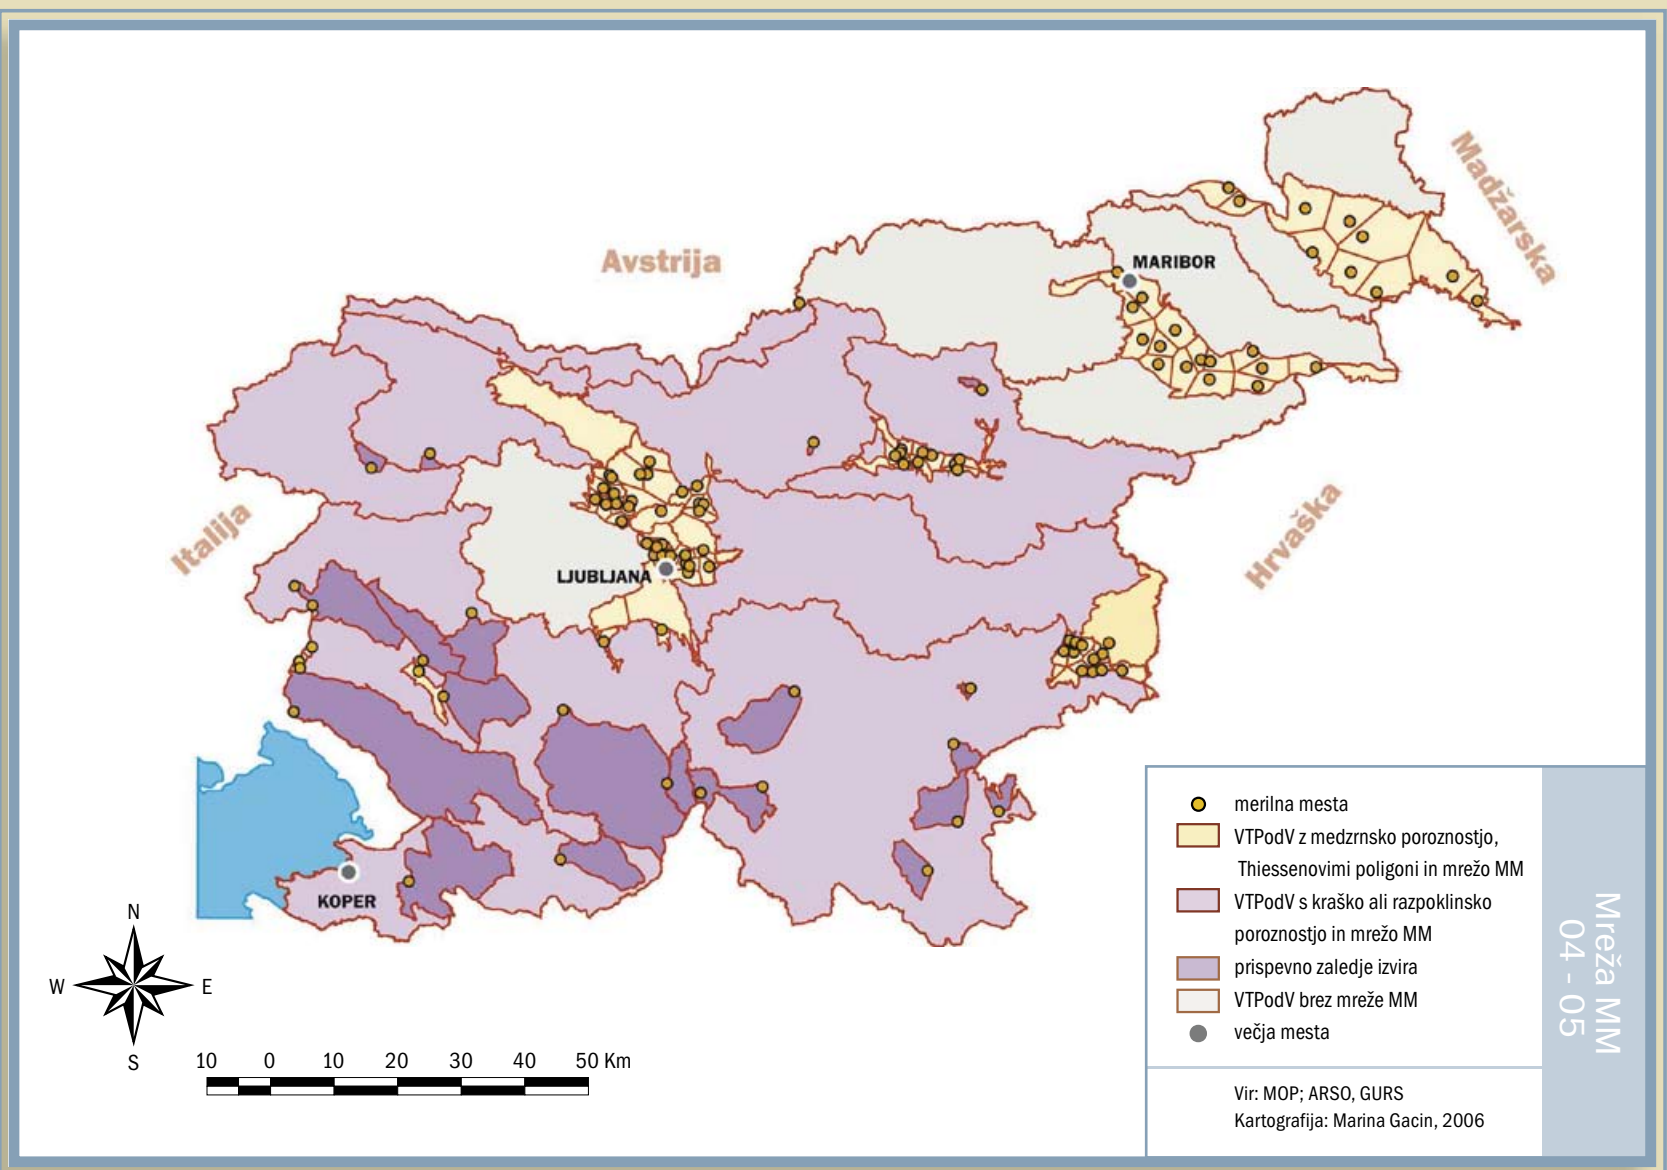 Avstrija
Madžarska
MARIBOR
Italija
Hrvaška
LJUBLJANA
KOPER
N
W
E
S
10 0 10 20 30 40 50 Km
merilna mesta
VTPodV z medzrnsko poroznostjo,
Thiessenovimi poligoni in mrežo MM
VTPodV s kraško ali razpoklinsko
poroznostjo in mrežo MM
prispevno zaledje izvira
VTPodV brez mreže MM
večja mesta
Vir: MOP; ARSO, GURS
Kartografija: Marina Gacin, 2006
Mreža MM
04 - 05